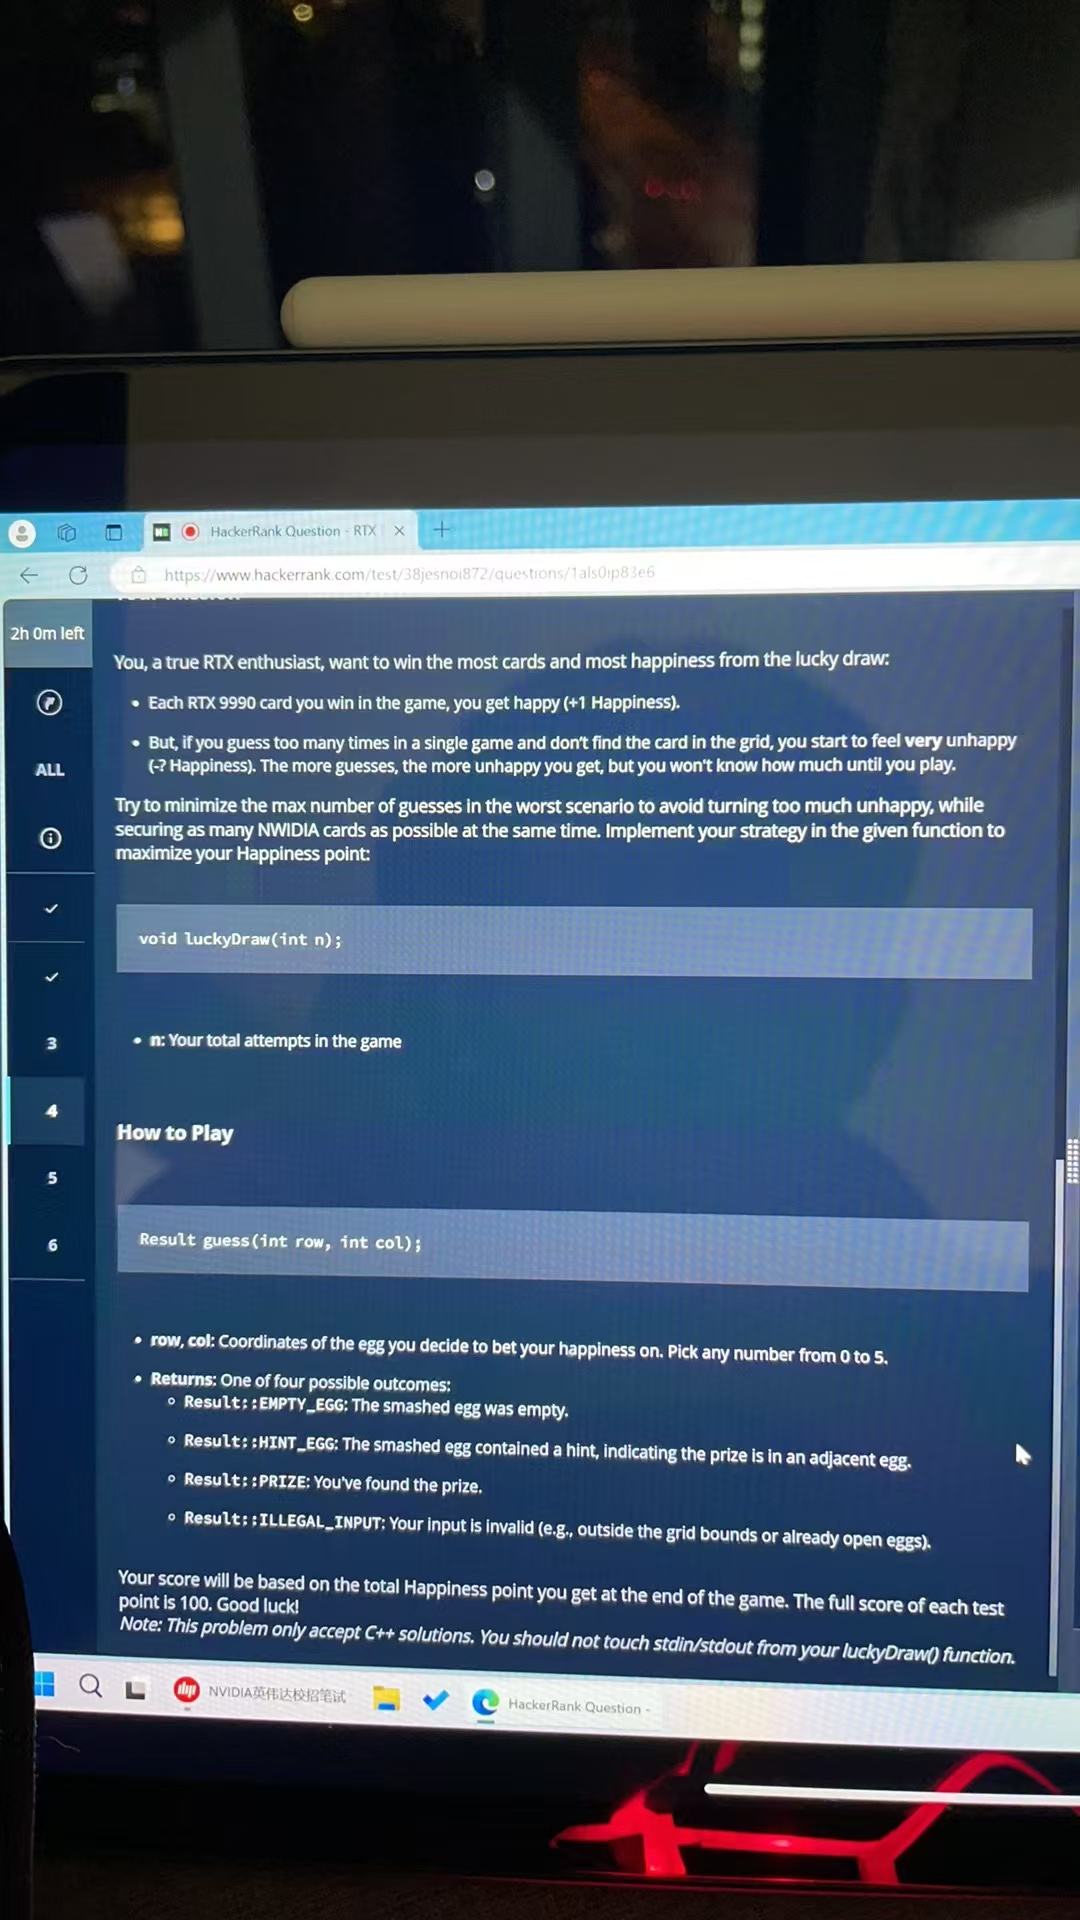 HackerRank Question - RTX
https://www.hackerrank.com/test/38jesnoi872/questions/1als0ip83e6
2h 0m left
ALL
3
4
5
6
You, a true RTX enthusiast, want to win the most cards and most happiness from the lucky draw:
• Each RTX 9990 card you win in the game, you get happy (+1 Happiness).
• But, if you guess too many times in a single game and don't find the card in the grid, you start to feel very unhappy
(-? Happiness). The more guesses, the more unhappy you get, but you won't know how much until you play.
Try to minimize the max number of guesses in the worst scenario to avoid turning too much unhappy, while
securing as many NWIDIA cards as possible at the same time. Implement your strategy in the given function to
maximize your Happiness point:
void luckyDraw(int n);
• n: Your total attempts in the game
How to Play
Result guess(int row, int col);
• row, col: Coordinates of the egg you decide to bet your happiness on. Pick any number from 0 to 5.
• Returns: One of four possible outcomes:
Result::EMPTY_EGG: The smashed egg was empty.
Result::HINT_EGG: The smashed egg contained a hint, indicating the prize is in an adjacent egg.
Result::PRIZE: You've found the prize.
Result::ILLEGAL_INPUT: Your input is invalid (e.g., outside the grid bounds or already open eggs).
Your score will be based on the total Happiness point you get at the end of the game. The full score of each test
point is 100. Good luck!
Note: This problem only accept C++ solutions. You should not touch stdin/stdout from your luckyDraw() function.
NVIDIA英伟达校招笔试
HackerRank Question -